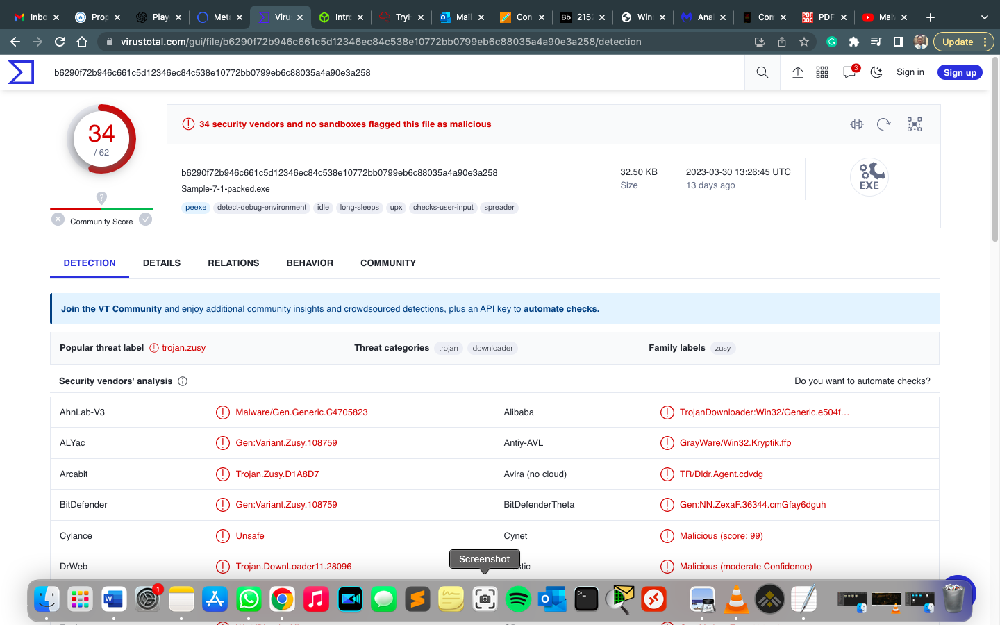 Inbo
Prop
Play
Meta
Viru
Intro
TryH
Mail
Con
Bb 215
Win
Ana
Com
PDF
Malv
virustotal.com/gui/file/b6290f72b946c661c5d12346ec84c538e10772bb0799eb6c88035a4a90e3a258/detection
Update
b6290f72b946c661c5d12346ec84c538e10772bb0799eb6c88035a4a90e3a258
3
Sign in
Sign up
34
/ 62
Community Score
34 security vendors and no sandboxes flagged this file as malicious
b6290f72b946c661c5d12346ec84c538e10772bb0799eb6c88035a4a90e3a258
Sample-7-1-packed.exe
peexe detect-debug-environment idle long-sleeps upx checks-user-input spreader
32.50 KB
Size
2023-03-30 13:26:45 UTC
13 days ago
EXE
DETECTION DETAILS RELATIONS BEHAVIOR COMMUNITY
Join the VT Community and enjoy additional community insights and crowdsourced detections, plus an API key to automate checks.
Popular threat label trojan.zusy Threat categories trojan downloader Family labels zusy
Security vendors' analysis Do you want to automate checks?
AhnLab-V3 Malware/Gen.Generic.C4705823 Alibaba TrojanDownloader:Win32/Generic.e504f...
ALYac Gen:Variant.Zusy.108759 Antiy-AVL GrayWare/Win32.Kryptik.ffp
Arcabit Trojan.Zusy.D1A8D7 Avira (no cloud) TR/Dldr.Agent.cdvdg
BitDefender Gen:Variant.Zusy.108759 BitDefenderTheta Gen:NN.ZexaF.36344.cmGfay6dguh
Cylance Unsafe Cynet Malicious (score: 99)
Screenshot
DrWeb Trojan.DownLoader11.28096 Malicious (moderate Confidence)
1